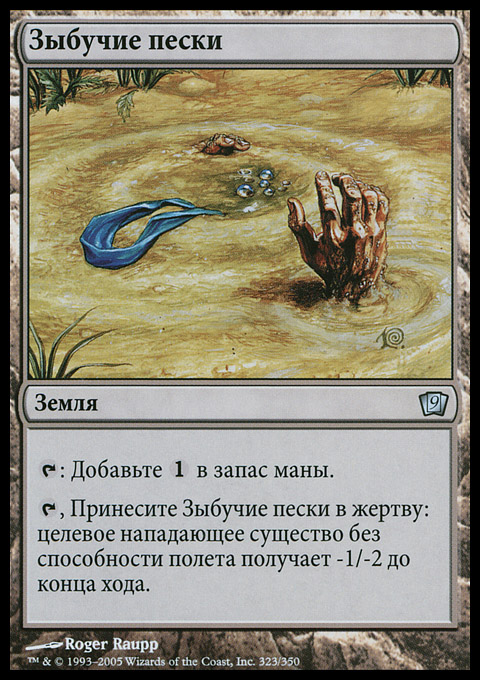 Зыбучие пески
Земля
9
: Добавьте 1 в запас маны.
, Принесите Зыбучие пески в жертву:
целевое нападающее существо без
способности полета получает -1/-2 до
конца хода.
Roger Raupp
™ & © 1993–2005 Wizards of the Coast, Inc. 323/350